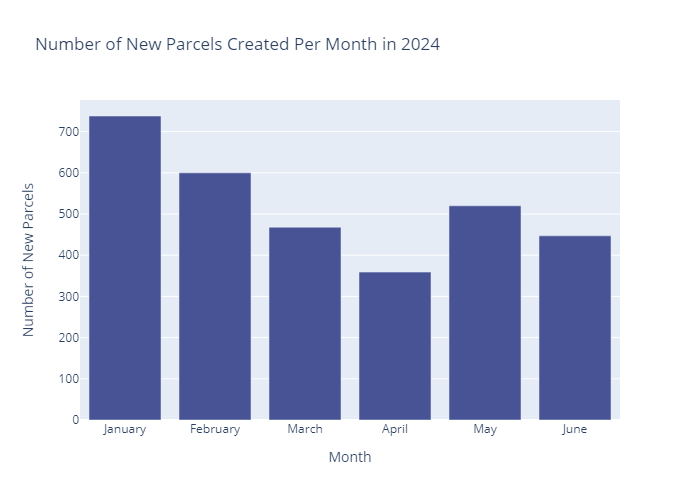 Number of New Parcels Created Per Month in 2024
Number of New Parcels
700
600
500
400
300
200
100
0
January February March April May June
Month